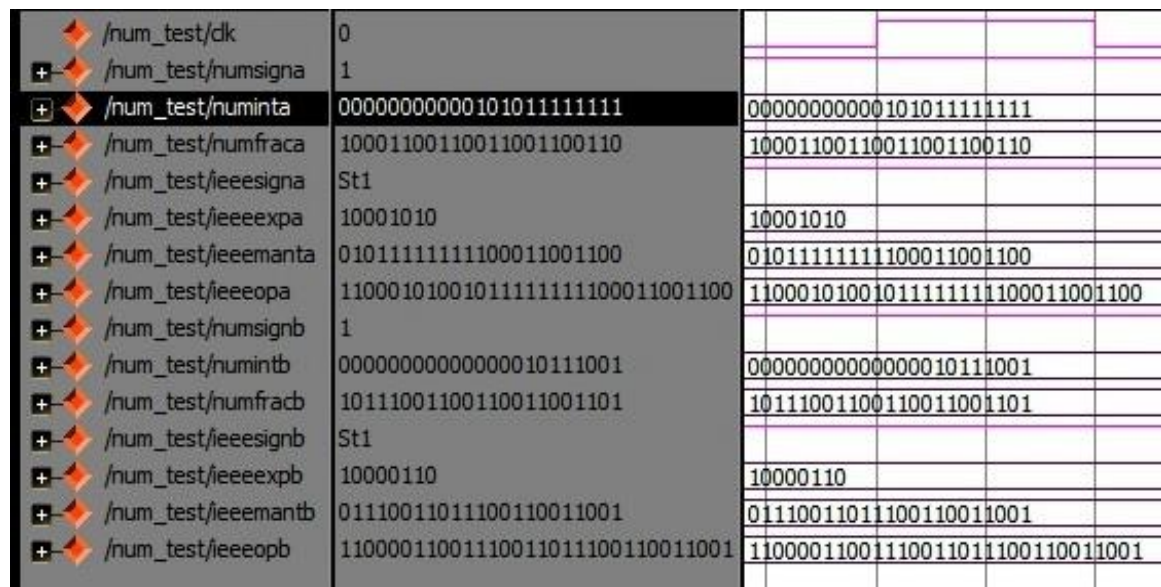 /num_test/clk 0
/num_test/numsigna 1
/num_test/numinta 00000000000101011111111 00000000000101011111111
/num_test/numfraca 10001100110011001100110 10001100110011001100110
/num_test/ieeesigna St1
/num_test/ieeeexpa 10001010 10001010
/num_test/ieeemanta 01011111111100011001100 01011111111100011001100
/num_test/ieeeopa 11000101001011111111100011001100 11000101001011111111100011001100
/num_test/numsignb 1
/num_test/numintb 00000000000000010111001 00000000000000010111001
/num_test/numfracb 10111001100110011001101 10111001100110011001101
/num_test/ieeesignb St1
/num_test/ieeeexpb 10000110 10000110
/num_test/ieeemantb 01110011011100110011001 01110011011100110011001
/num_test/ieeeopb 11000011001110011011100110011001 11000011001110011011100110011001